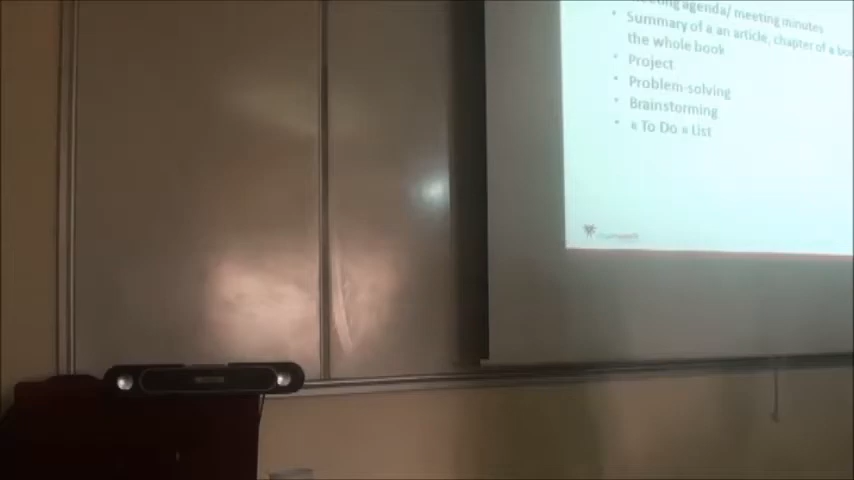 agenda/ meeting minutes
• Summary of a an article, chapter of a
the whole book
• Project
• Problem-solving
• Brainstorming
• « To Do » List